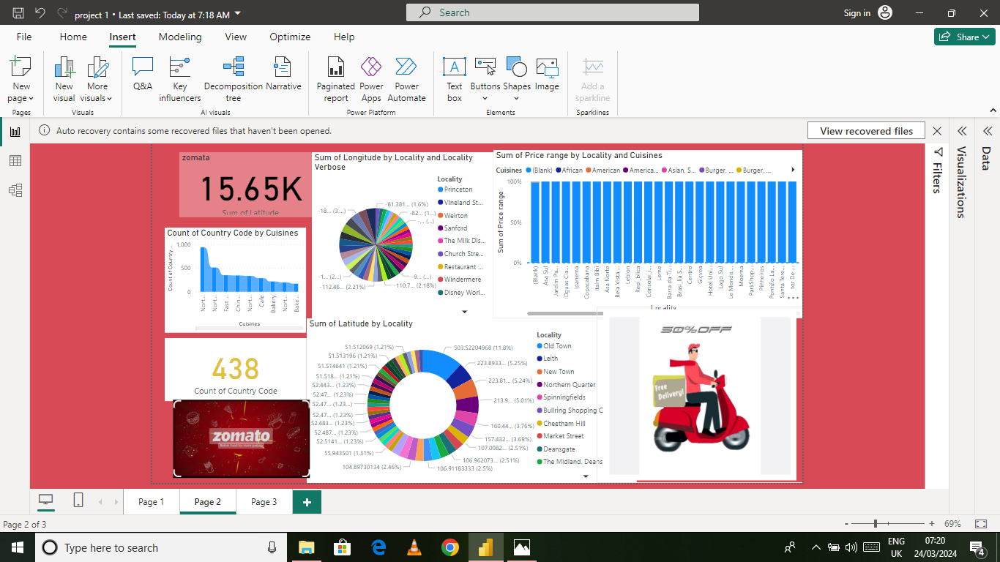 project 1 • Last saved: Today at 7:18 AM
Search
Sign in
File Home Insert Modeling View Optimize Help
Share
New page
New visual
More visuals
Q&A
Key influencers
Decomposition tree
Narrative
Paginated report
Power Apps
Power Automate
Text box
Buttons
Shapes
Image
Add a sparkline
Pages
Visuals
AI visuals
Power Platform
Elements
Sparklines
Auto recovery contains some recovered files that haven't been opened.
View recovered files
Filters
Visualizations
Data
zomata
15.65K
Sum of Latitude
Count of Country Code by Cuisines
Count of Country ...
1,000
500
0
Nort...
Nort...
Fast ...
Chin...
Nort...
Cafe
Bakery
Nort...
Bake...
Cuisines
438
Count of Country Code
zomato
Sum of Longitude by Locality and Locality
Verbose
-81.381... (1.6%)
-82... (1...)
-... (...)
-9... (...)
-110.7... (2.18%)
-112.46... (2.21%)
-1... (2...)
-18... (3....)
Locality
Princeton
Vineland St...
Weirton
Sanford
The Milk Dis...
Church Stre...
Restaurant ...
Windermere
Disney Worl...
Sum of Price range by Locality and Cuisines
Cuisines (Blank) African American America... Asian, S... Burger, ... Burger, ...
Sum of Price range
100%
50%
0%
(Blank)
Asa Sul
Jardim Pa...
Ipanema
Copacabana
Itaim Bibi
Asa Norte
Bela Vista...
Leblon
Consolai_i...
Leme
Barra da Ti...
Centro
Giçvea
Hotel Uni...
Lago Sul
Le Monde...
Moema
ParkShop...
Pinheiros
Santa Tere...
tor De ...
Locality
Sum of Latitude by Locality
51.512069 (1.21%)
51.513196 (1.21%)
51.514641 (1.21%)
51.518... (1.21%)
52.443... (1.23%)
52.47... (1.23%)
52.47... (1.23...)
52.47... (1.23%)
52.483... (1.23%)
52.487... (1.23%)
52.5141... (1.23%)
55.943501 (1.31%)
104.89730134 (2.46%)
503.52204968 (11.8%)
223.8933... (5.25%)
223.81... (5.24%)
213.9... (5.01%)
160.44... (3.76%)
157.432... (3.69%)
107.0082... (2.51%)
106.962073... (2.51%)
106.91183333 (2.5%)
Locality
Old Town
Leith
New Town
Northern Quarter
Spinningfields
Bullring Shopping C
Cheetham Hill
Market Street
Deansgate
The Midland, Deans
50% OFF
Free
Delivery!
Page 1 Page 2 Page 3
Page 2 of 3
69%
Type here to search
ENG
UK
07:20
24/03/2024
4